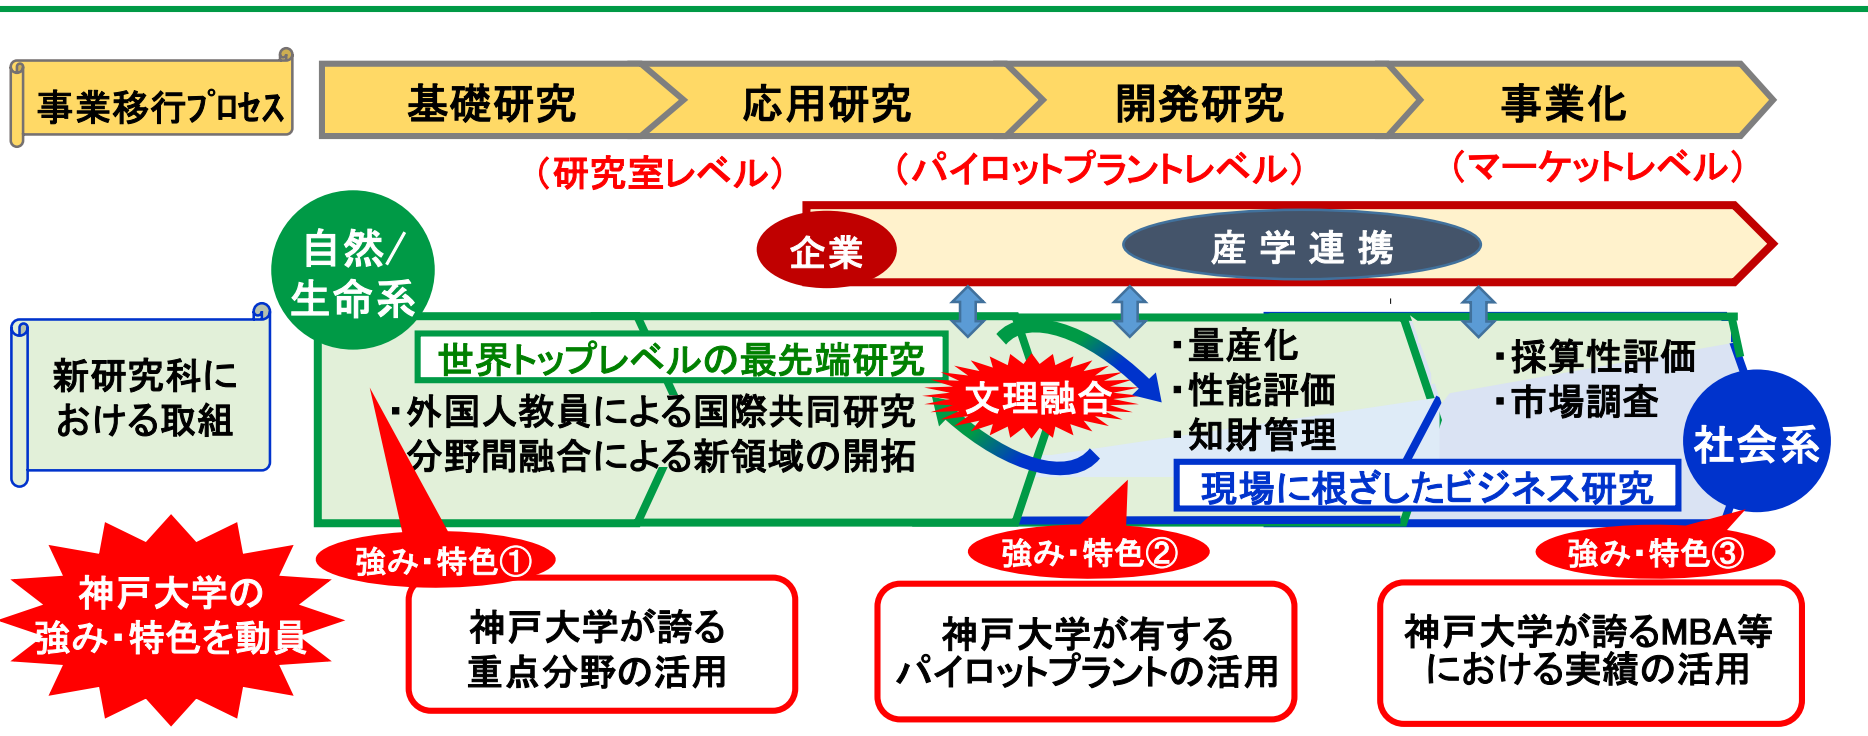 事業移行プロセス
基礎研究
応用研究
開発研究
事業化
（研究室レベル）
（パイロットプラントレベル）
（マーケットレベル）
企業
産学連携
自然/
生命系
新研究科に
おける取組
世界トップレベルの最先端研究
・外国人教員による国際共同研究
分野間融合による新領域の開拓
文理融合
・量産化
・性能評価
・知財管理
・採算性評価
・市場調査
社会系
現場に根ざしたビジネス研究
神戸大学の
強み・特色を動員
強み・特色①
神戸大学が誇る
重点分野の活用
強み・特色②
神戸大学が有する
パイロットプラントの活用
強み・特色③
神戸大学が誇るMBA等
における実績の活用